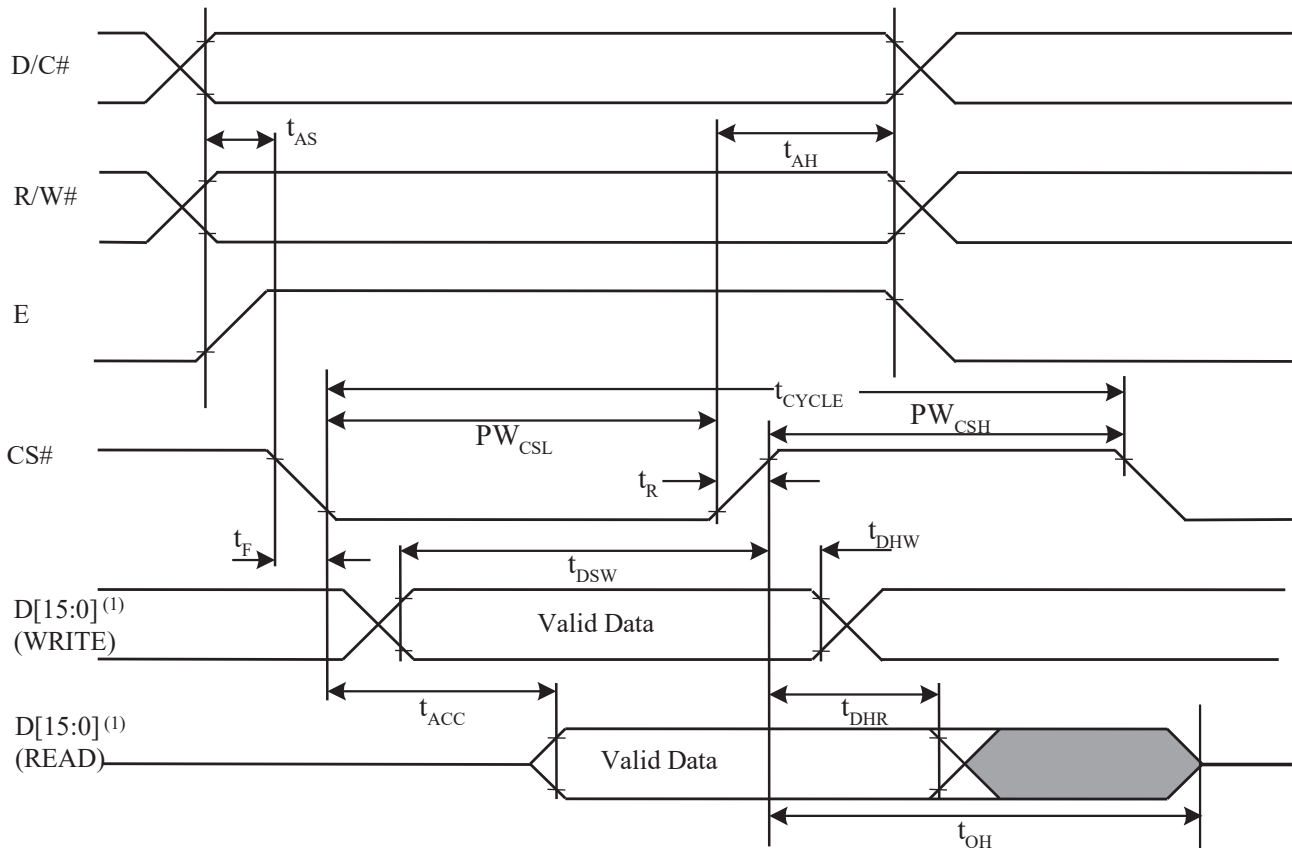 D/C#
t_AS
t_AH
R/W#
E
t_CYCLE
PW_CSL
PW_CSH
CS#
t_R
t_F
t_DSW
t_DHW
D[15:0] (1)
(WRITE)
Valid Data
t_ACC
t_DHR
D[15:0] (1)
(READ)
Valid Data
t_OH